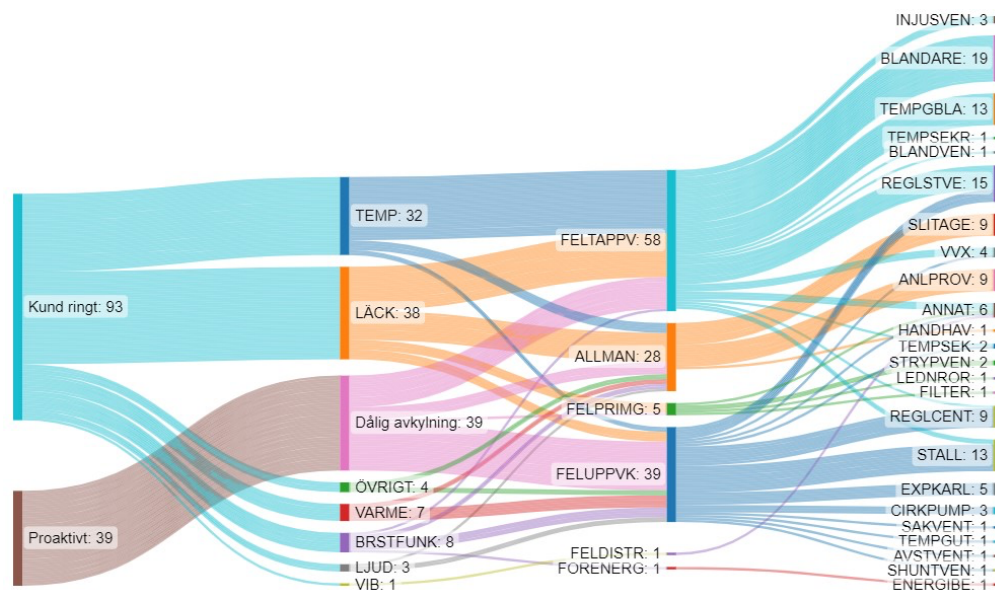 Kund ringt: 93
Proaktivt: 39
TEMP: 32
LÄCK: 38
Dålig avkylning: 39
ÖVRIGT: 4
VARME: 7
BRSTFUNK: 8
LJUD: 3
VIB: 1
FELTAPPV: 58
ALLMAN: 28
FELPRIMG: 5
FELUPPVK: 39
FELDISTR: 1
FORENERG: 1
INJUSVEN: 3
BLANDARE: 19
TEMPGBLA: 13
TEMPSEKR: 1
BLANDVEN: 1
REGLSTVE: 15
SLITAGE: 9
VVX: 4
ANLPROV: 9
ANNAT: 6
HANDHAV: 1
TEMPSEK: 2
STRYPVEN: 2
LEDNROR: 1
FILTER: 1
REGLCENT: 9
STALL: 13
EXPKARL: 5
CIRKPUMP: 3
SAKVENT: 1
TEMPGUT: 1
AVSTVENT: 1
SHUNTVEN: 1
ENERGIBE: 1